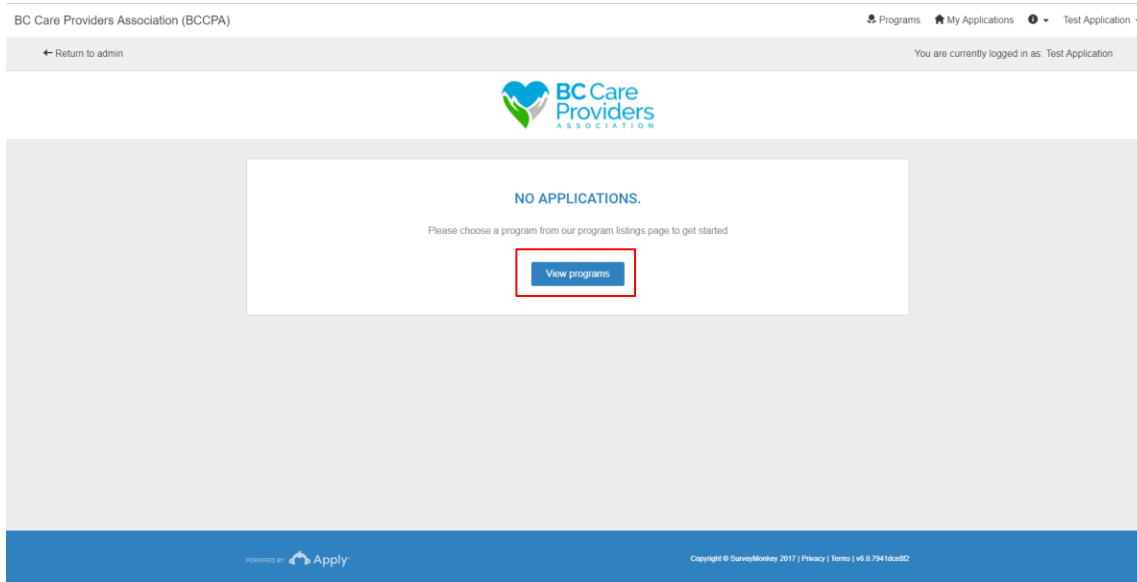 BC Care Providers Association (BCCPA)
Programs My Applications Test Application
Return to admin
You are currently logged in as: Test Application
BC Care
Providers
ASSOCIATION
NO APPLICATIONS.
Please choose a program from our program listings page to get started
View programs
POWERED BY Apply
Copyright © SurveyMonkey 2017 | Privacy | Terms | v6.0.7941dce8f2